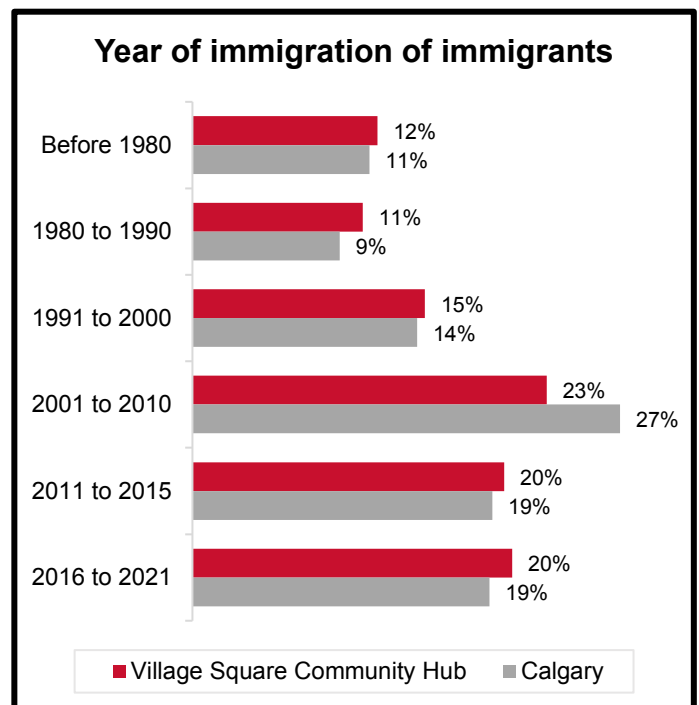 Year of immigration of immigrants
Before 1980
12%
11%
1980 to 1990
11%
9%
1991 to 2000
15%
14%
2001 to 2010
23%
27%
2011 to 2015
20%
19%
2016 to 2021
20%
19%
Village Square Community Hub Calgary